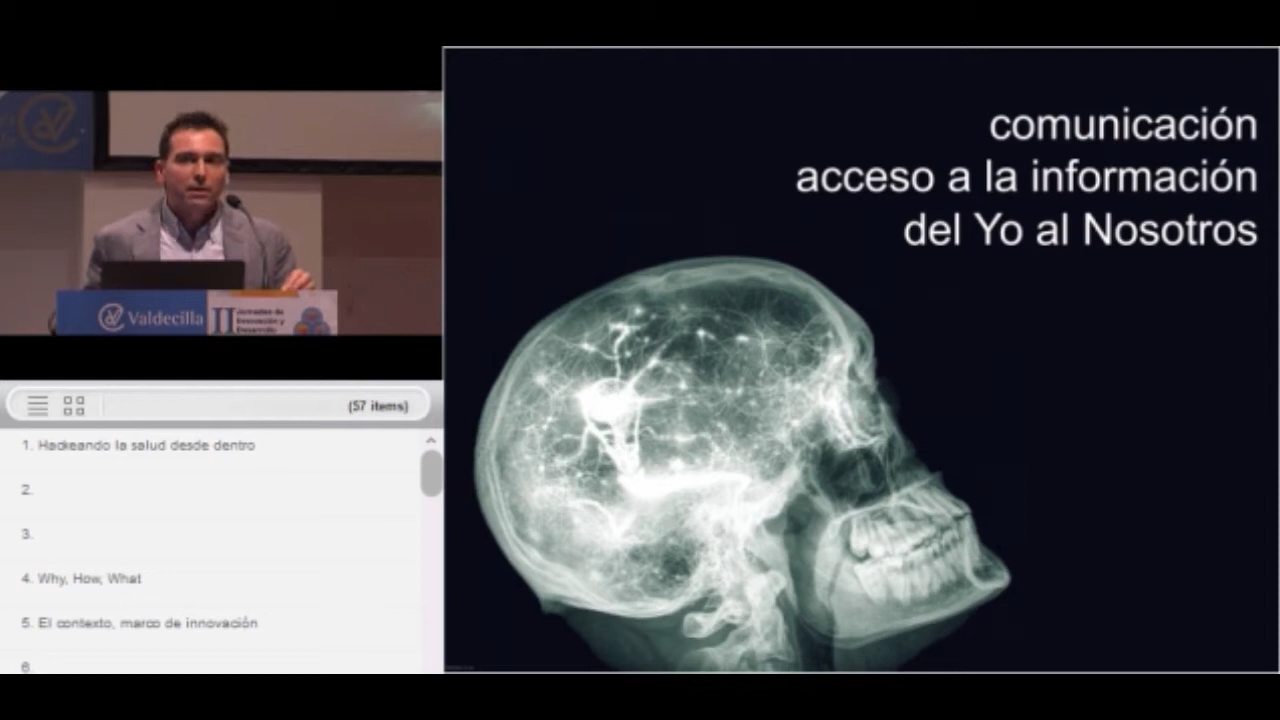 comunicación
acceso a la información
del Yo al Nosotros
Valdecilla
II
Jornadas de
Innovación y
Desarrollo
(57 items)
1. Hackeando la salud desde dentro
2.
3.
4. Why, How, What
5. El contexto, marco de innovación
6.